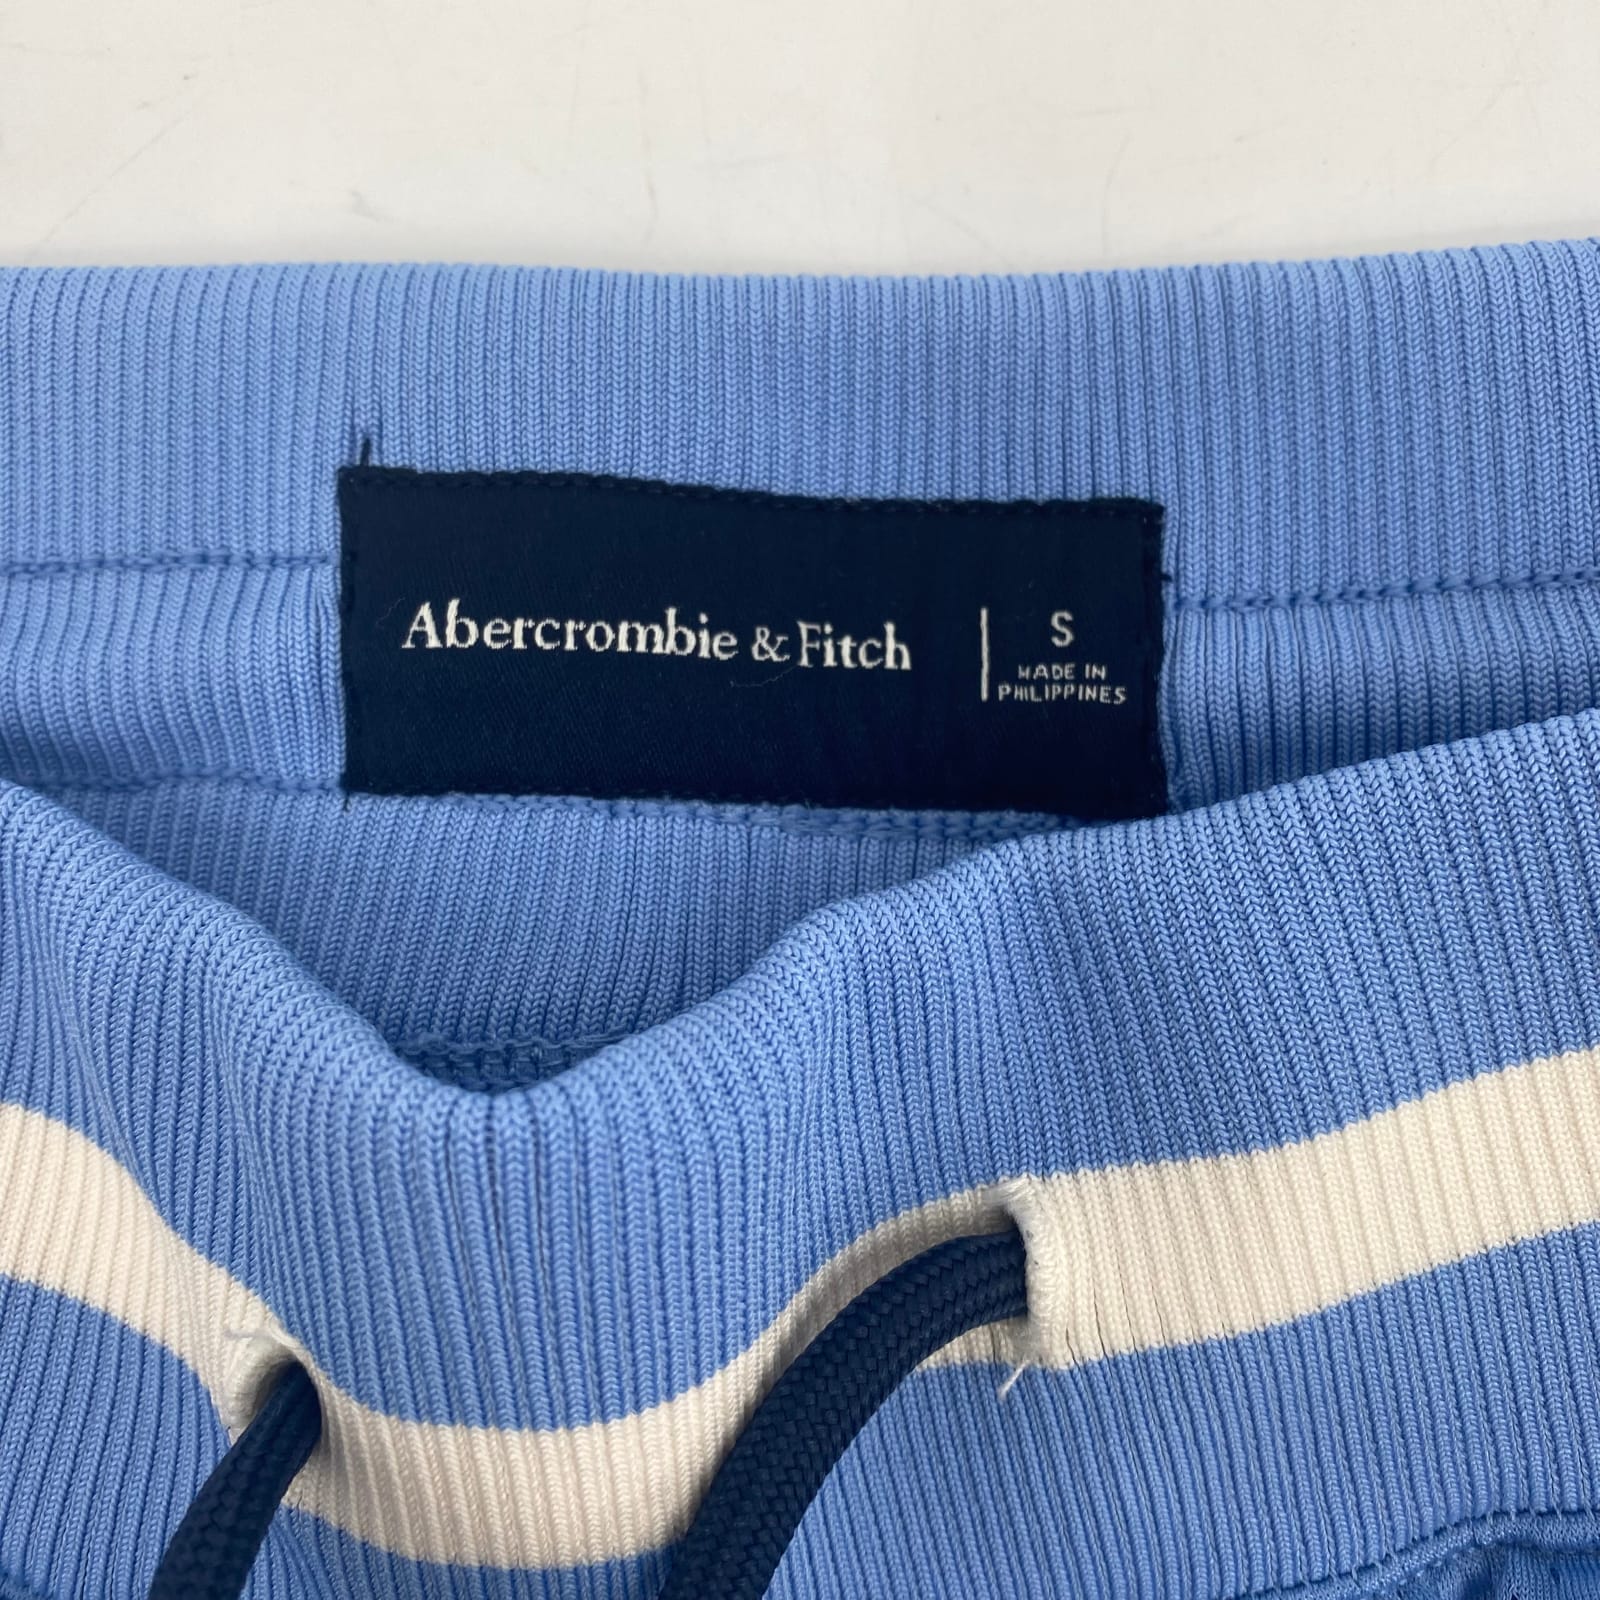 Abercrombie & Fitch
S
MADE IN
PHILIPPINES